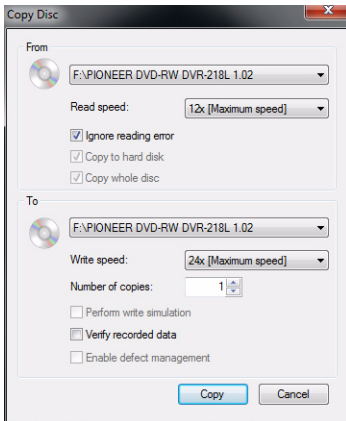 Copy Disc
From
F:\PIONEER DVD-RW DVR-218L 1.02
Read speed: 12x [Maximum speed]
Ignore reading error
Copy to hard disk
Copy whole disc
To
F:\PIONEER DVD-RW DVR-218L 1.02
Write speed: 24x [Maximum speed]
Number of copies: 1
Perform write simulation
Verify recorded data
Enable defect management
Copy Cancel